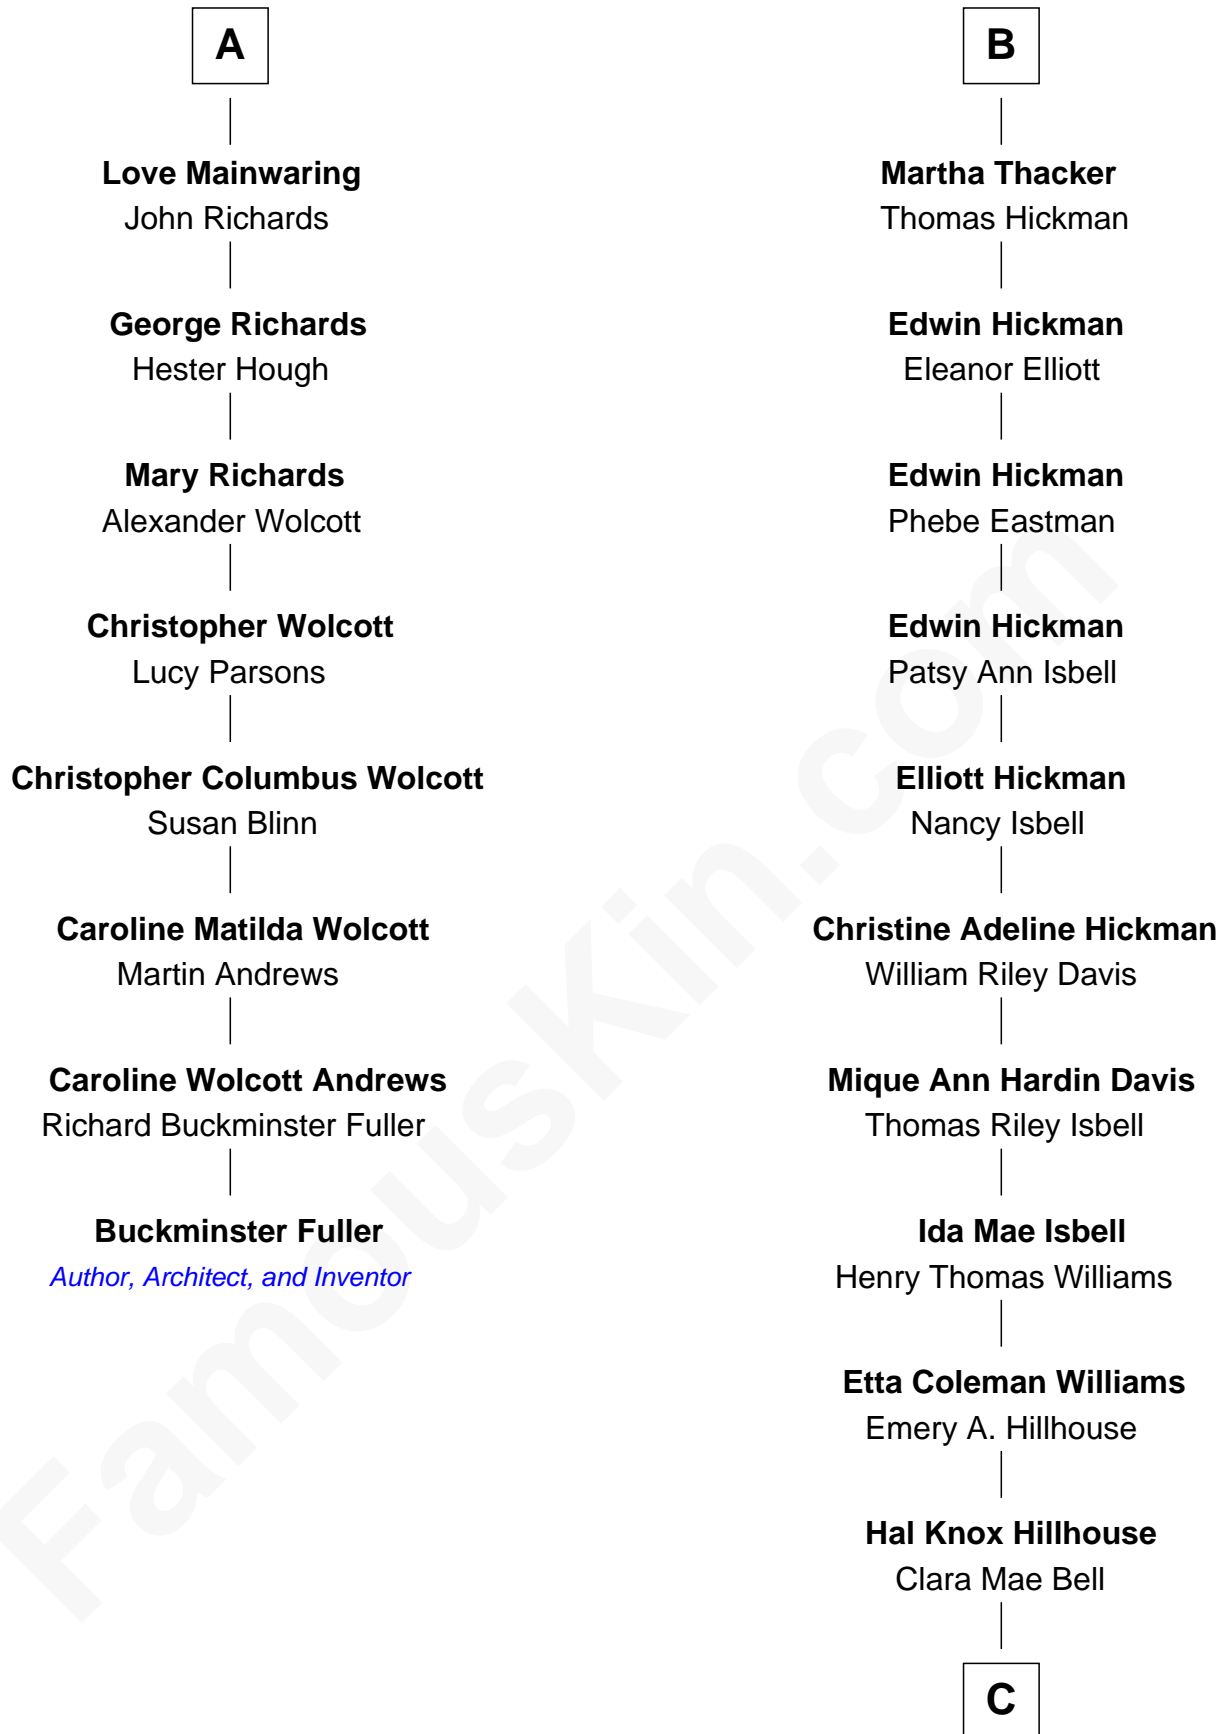 A
Love Mainwaring
John Richards
George Richards
Hester Hough
Mary Richards
Alexander Wolcott
Christopher Wolcott
Lucy Parsons
Christopher Columbus Wolcott
Susan Blinn
Caroline Matilda Wolcott
Martin Andrews
Caroline Wolcott Andrews
Richard Buckminster Fuller
Buckminster Fuller
Author, Architect, and Inventor
B
Martha Thacker
Thomas Hickman
Edwin Hickman
Eleanor Elliott
Edwin Hickman
Phebe Eastman
Edwin Hickman
Patsy Ann Isbell
Elliott Hickman
Nancy Isbell
Christine Adeline Hickman
William Riley Davis
Mique Ann Hardin Davis
Thomas Riley Isbell
Ida Mae Isbell
Henry Thomas Williams
Etta Coleman Williams
Emery A. Hillhouse
Hal Knox Hillhouse
Clara Mae Bell
C
FamousKin.com